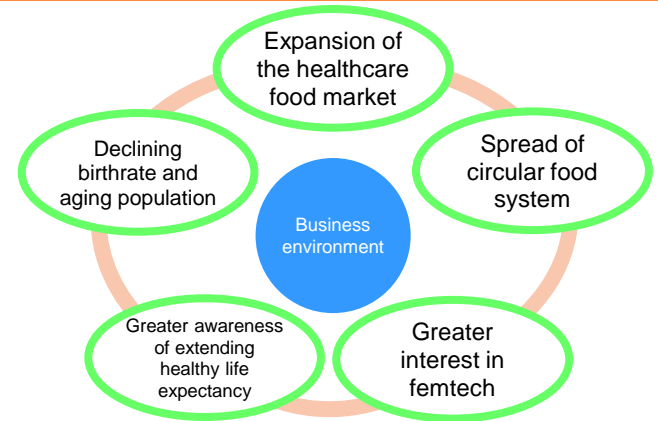 Expansion of
the healthcare
food market
Declining
birthrate and
aging population
Spread of
circular food
system
Business
environment
Greater awareness
of extending
healthy life
expectancy
Greater
interest in
femtech